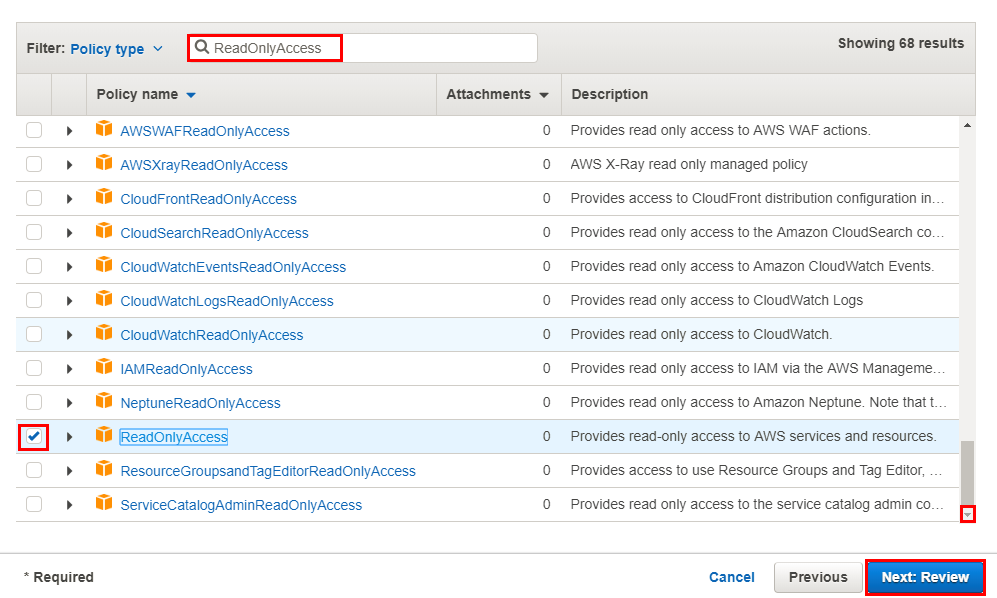 Filter: Policy type ReadOnlyAccess Showing 68 results
Policy name Attachments Description
AWSWAFReadOnlyAccess 0 Provides read only access to AWS WAF actions.
AWSXrayReadOnlyAccess 0 AWS X-Ray read only managed policy
CloudFrontReadOnlyAccess 0 Provides access to CloudFront distribution configuration in…
CloudSearchReadOnlyAccess 0 Provides read only access to the Amazon CloudSearch co…
CloudWatchEventsReadOnlyAccess 0 Provides read only access to Amazon CloudWatch Events.
CloudWatchLogsReadOnlyAccess 0 Provides read only access to CloudWatch Logs
CloudWatchReadOnlyAccess 0 Provides read only access to CloudWatch.
IAMReadOnlyAccess 0 Provides read only access to IAM via the AWS Manageme…
NeptuneReadOnlyAccess 0 Provides read only access to Amazon Neptune. Note that t…
ReadOnlyAccess 0 Provides read-only access to AWS services and resources.
ResourceGroupsandTagEditorReadOnlyAccess 0 Provides access to use Resource Groups and Tag Editor, …
ServiceCatalogAdminReadOnlyAccess 0 Provides read only access to the service catalog admin co…
* Required Cancel Previous Next: Review